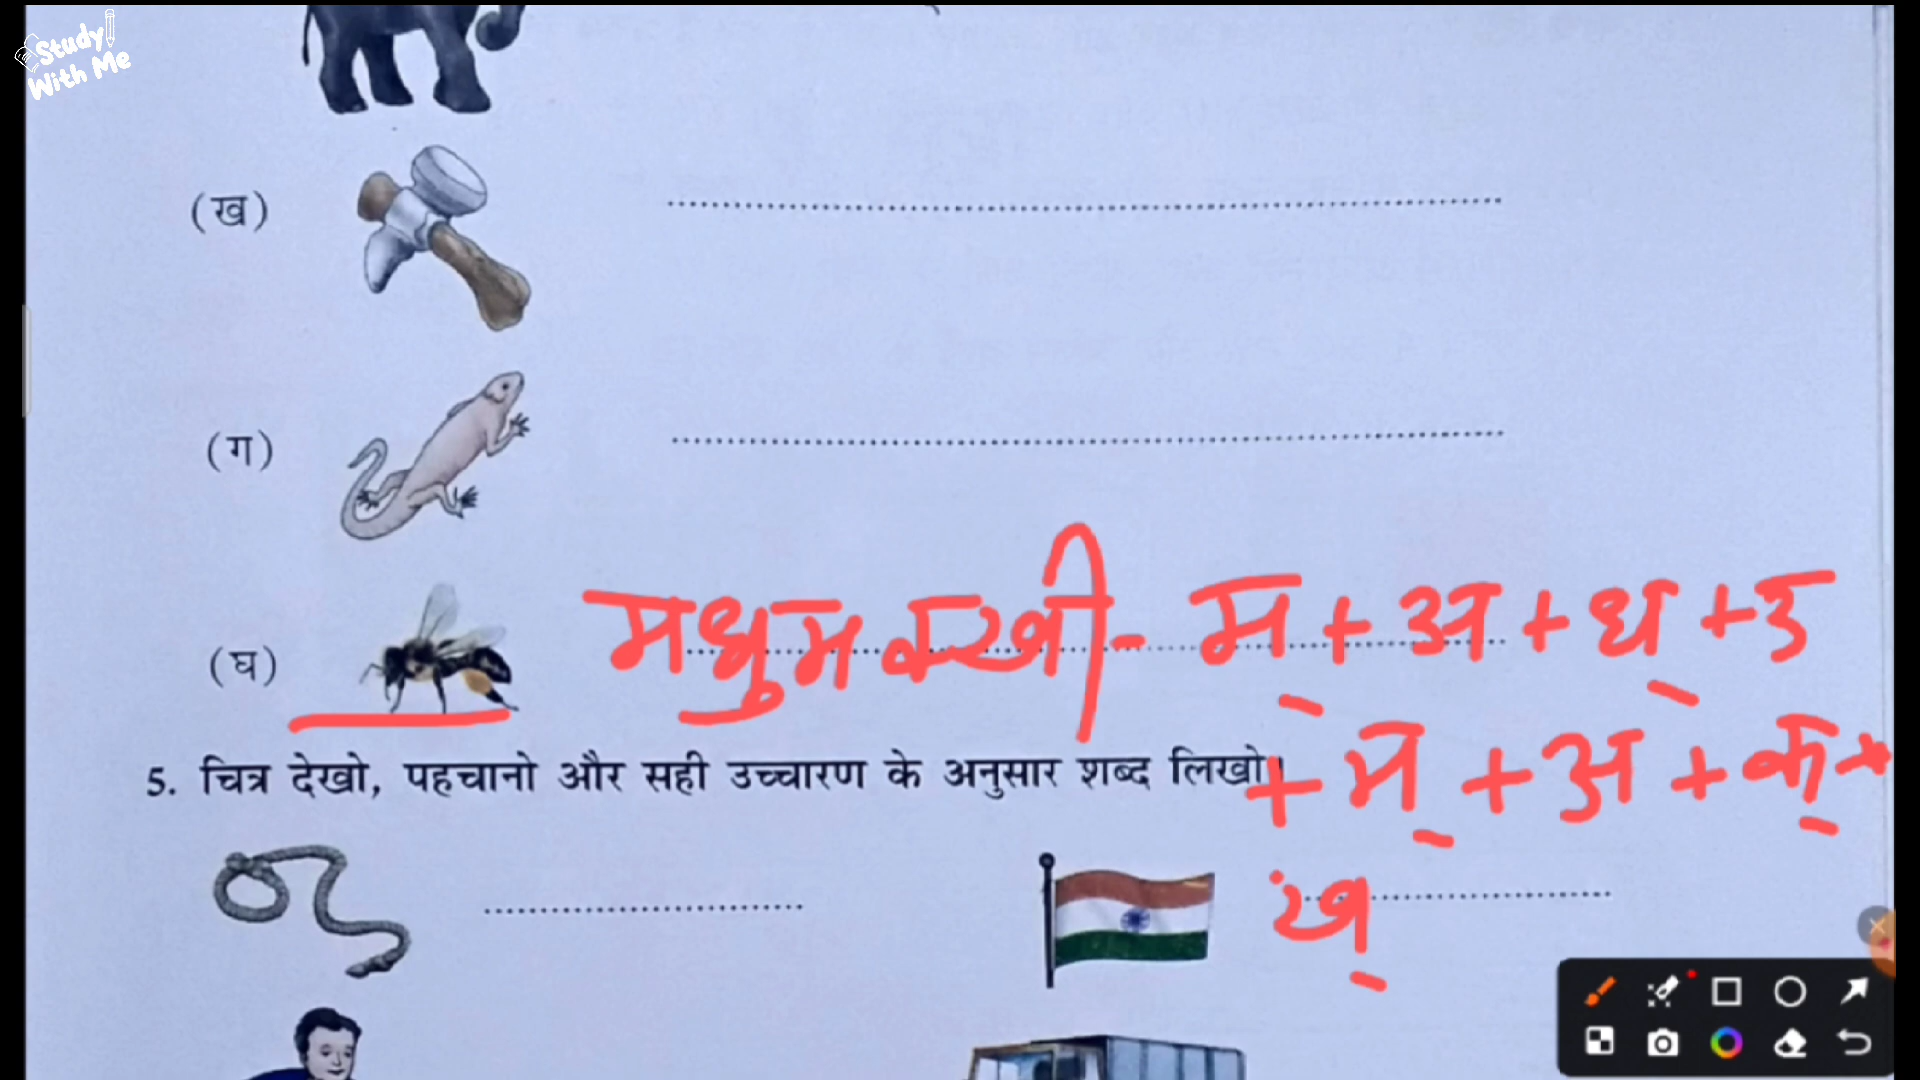 Study
With Me
(ख)
(ग)
(घ) मधुमक्खी - म् + अ + ध् + उ
+ म् + अ + क् +
ख्
5. चित्र देखो, पहचानो और सही उच्चारण के अनुसार शब्द लिखो।